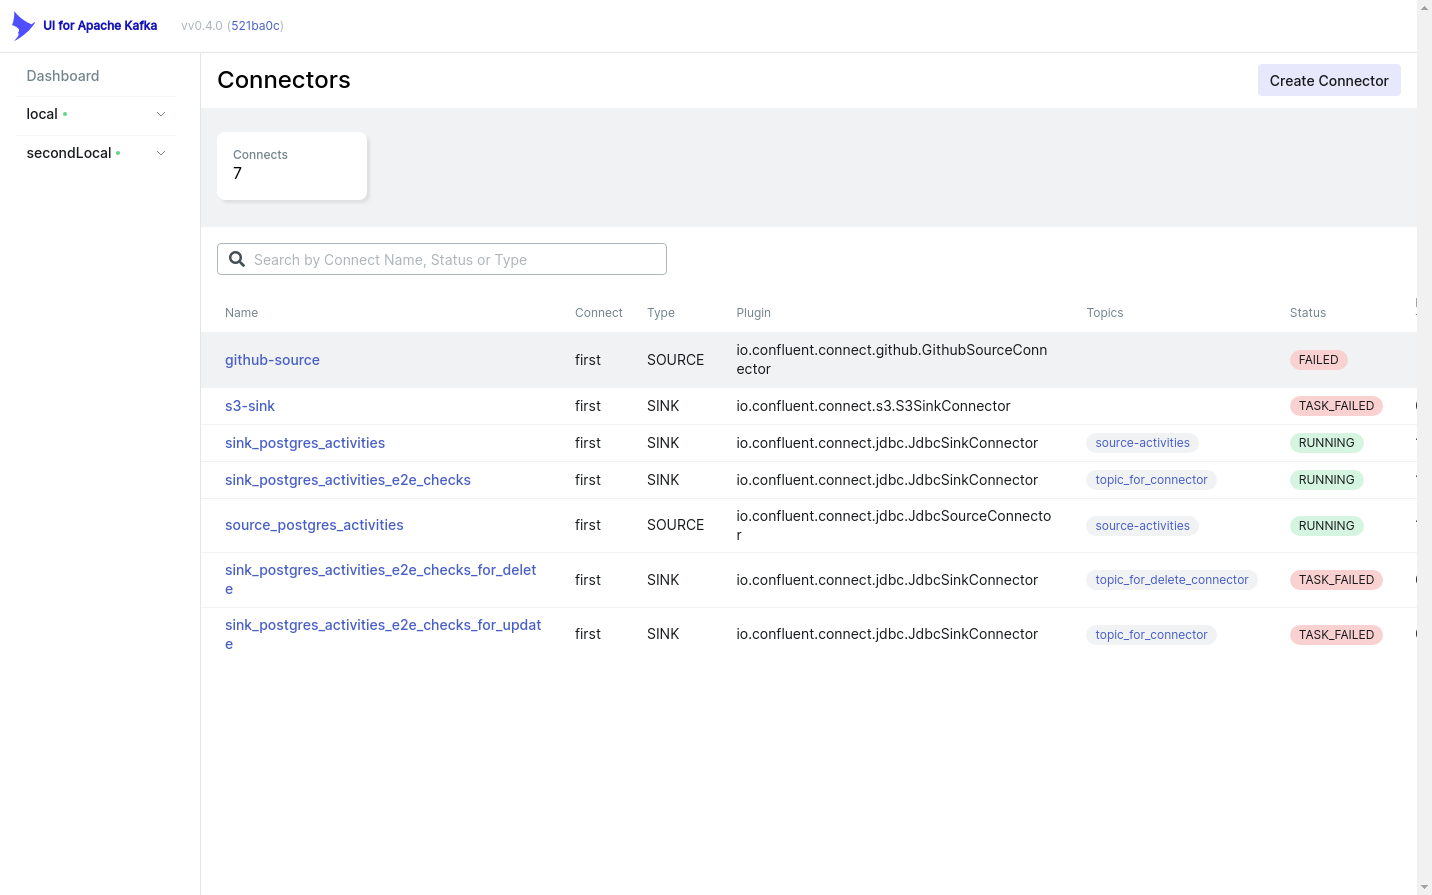 UI for Apache Kafka vv0.4.0 (521ba0c)
Dashboard
local
secondLocal
Connectors
Create Connector
Connects
7
Search by Connect Name, Status or Type
Name Connect Type Plugin Topics Status
github-source first SOURCE io.confluent.connect.github.GithubSourceConn
ector FAILED
s3-sink first SINK io.confluent.connect.s3.S3SinkConnector TASK_FAILED
sink_postgres_activities first SINK io.confluent.connect.jdbc.JdbcSinkConnector source-activities RUNNING
sink_postgres_activities_e2e_checks first SINK io.confluent.connect.jdbc.JdbcSinkConnector topic_for_connector RUNNING
source_postgres_activities first SOURCE io.confluent.connect.jdbc.JdbcSourceConnecto
r source-activities RUNNING
sink_postgres_activities_e2e_checks_for_delet
e first SINK io.confluent.connect.jdbc.JdbcSinkConnector topic_for_delete_connector TASK_FAILED
sink_postgres_activities_e2e_checks_for_updat
e first SINK io.confluent.connect.jdbc.JdbcSinkConnector topic_for_connector TASK_FAILED